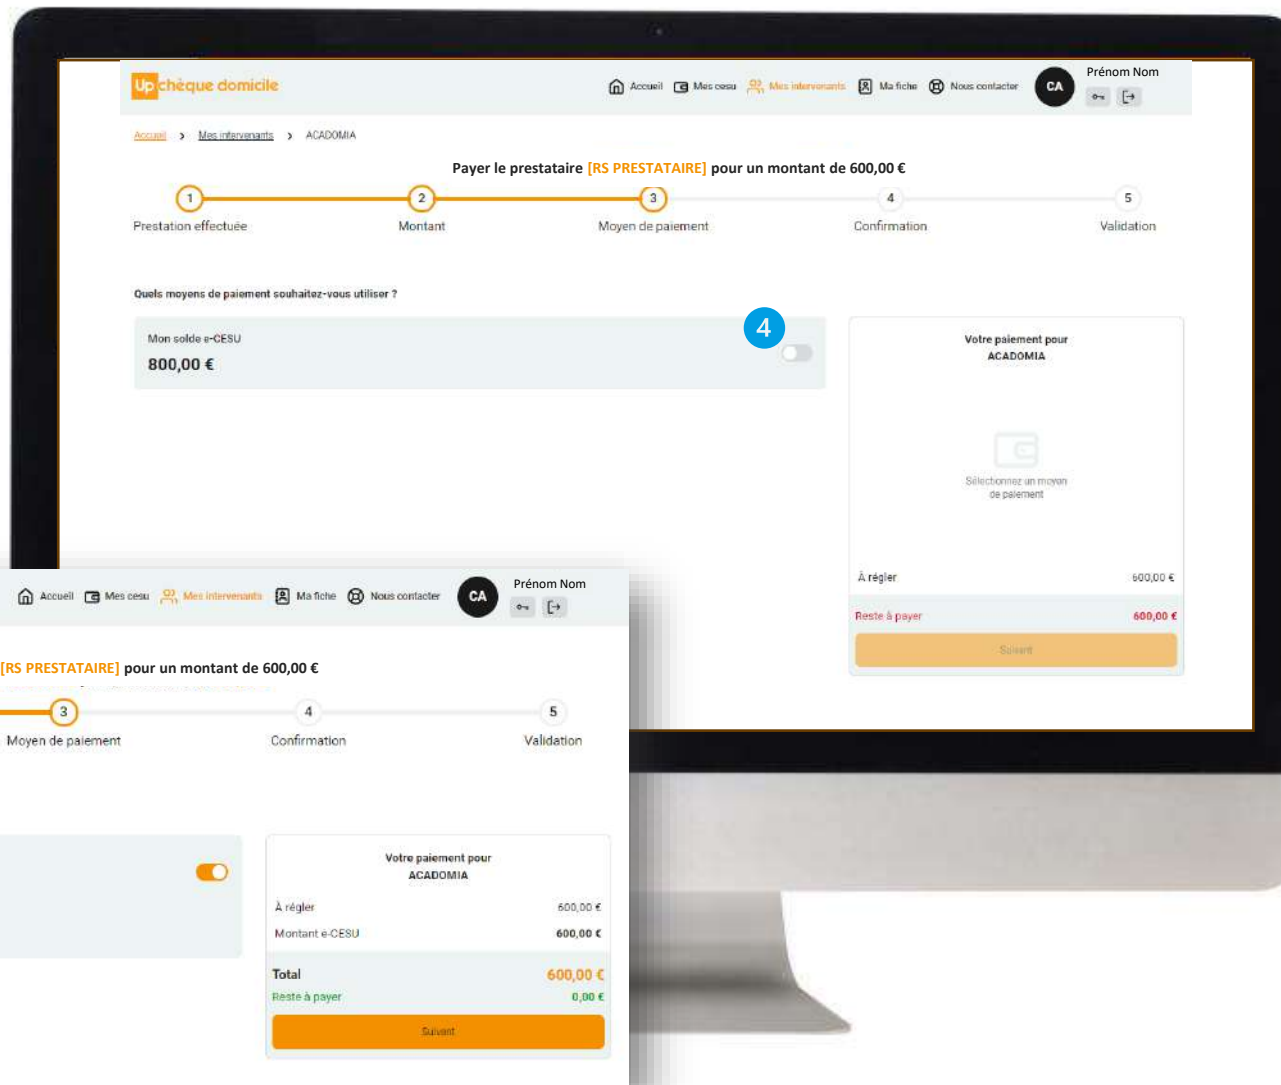 Up chèque domicile
Accueil Mes cesu Mes intervenants Ma fiche Nous contacter CA Prénom Nom
Accueil > Mes intervenants > ACADOMIA
Payer le prestataire [RS PRESTATAIRE] pour un montant de 600,00 €
1 2 3 4 5
Prestation effectuée Montant Moyen de paiement Confirmation Validation
Quels moyens de paiement souhaitez-vous utiliser ?
Mon solde e-CESU
800,00 €
4
Votre paiement pour
ACADOMIA
Sélectionnez un moyen
de paiement
À régler 600,00 €
Reste à payer 600,00 €
Suivant
Accueil Mes cesu Mes intervenants Ma fiche Nous contacter CA Prénom Nom
[RS PRESTATAIRE] pour un montant de 600,00 €
3 4 5
Moyen de paiement Confirmation Validation
Votre paiement pour
ACADOMIA
À régler 600,00 €
Montant e-CESU 600,00 €
Total 600,00 €
Reste à payer 0,00 €
Suivant